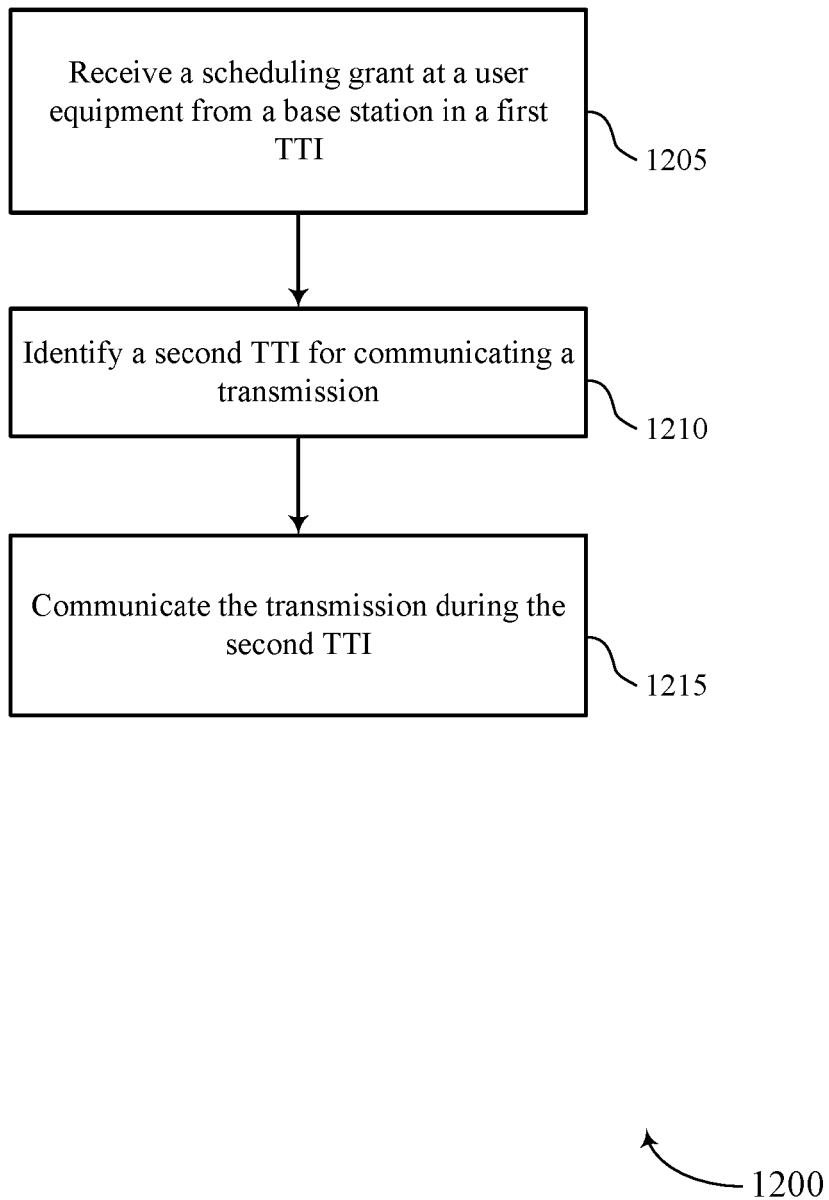 Receive a scheduling grant at a user
equipment from a base station in a first
TTI
1205
Identify a second TTI for communicating a
transmission
1210
Communicate the transmission during the
second TTI
1215
1200